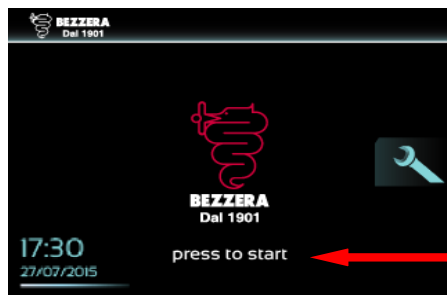 BEZZERA
Dal 1901
BEZZERA
Dal 1901
17:30
press to start
27/07/2015